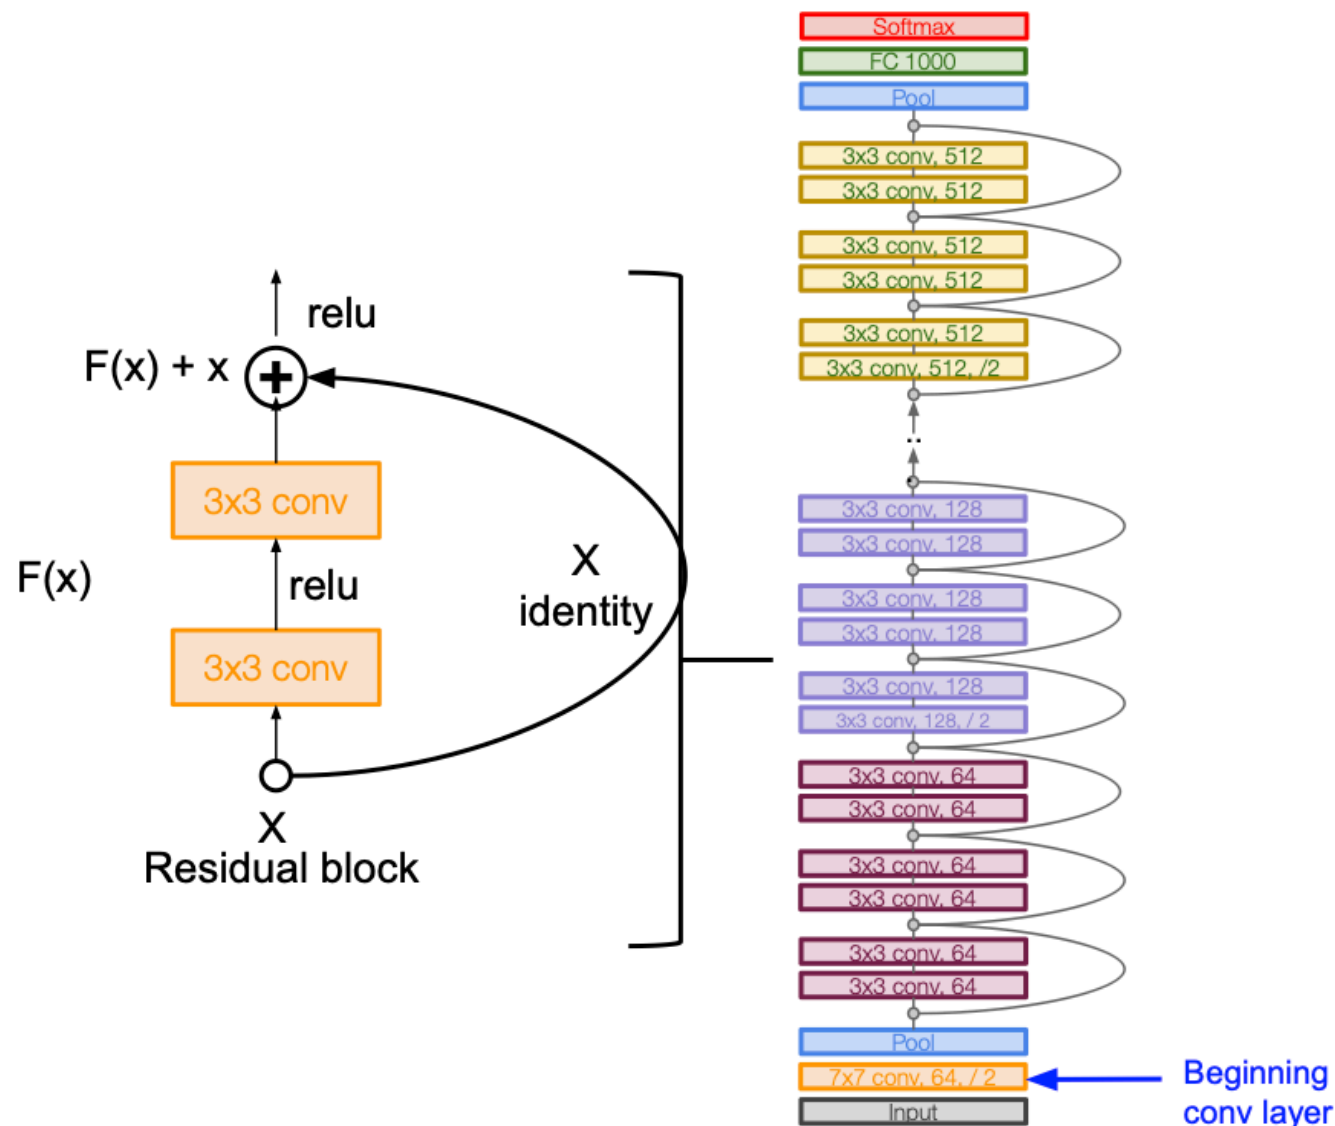 relu
F(x) + x
+
3x3 conv
F(x)
relu
X
identity
3x3 conv
X
Residual block
Softmax
FC 1000
Pool
3x3 conv, 512
3x3 conv, 512
3x3 conv, 512
3x3 conv, 512
3x3 conv, 512
3x3 conv, 512, /2
..
3x3 conv, 128
3x3 conv, 128
3x3 conv, 128
3x3 conv, 128
3x3 conv, 128
3x3 conv, 128, / 2
3x3 conv, 64
3x3 conv, 64
3x3 conv, 64
3x3 conv, 64
3x3 conv, 64
3x3 conv, 64
Pool
7x7 conv, 64, / 2
Input
Beginning
conv layer